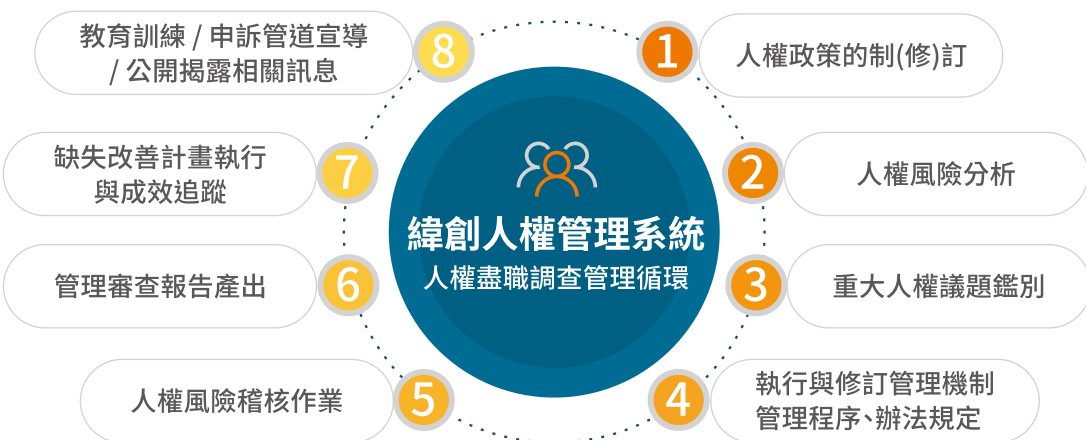 緯創人權管理系統
人權盡職調查管理循環
1
人權政策的制(修)訂
2
人權風險分析
3
重大人權議題鑑別
4
執行與修訂管理機制
管理程序、辦法規定
5
人權風險稽核作業
6
管理審查報告產出
7
缺失改善計畫執行
與成效追蹤
8
教育訓練 / 申訴管道宣導
/ 公開揭露相關訊息